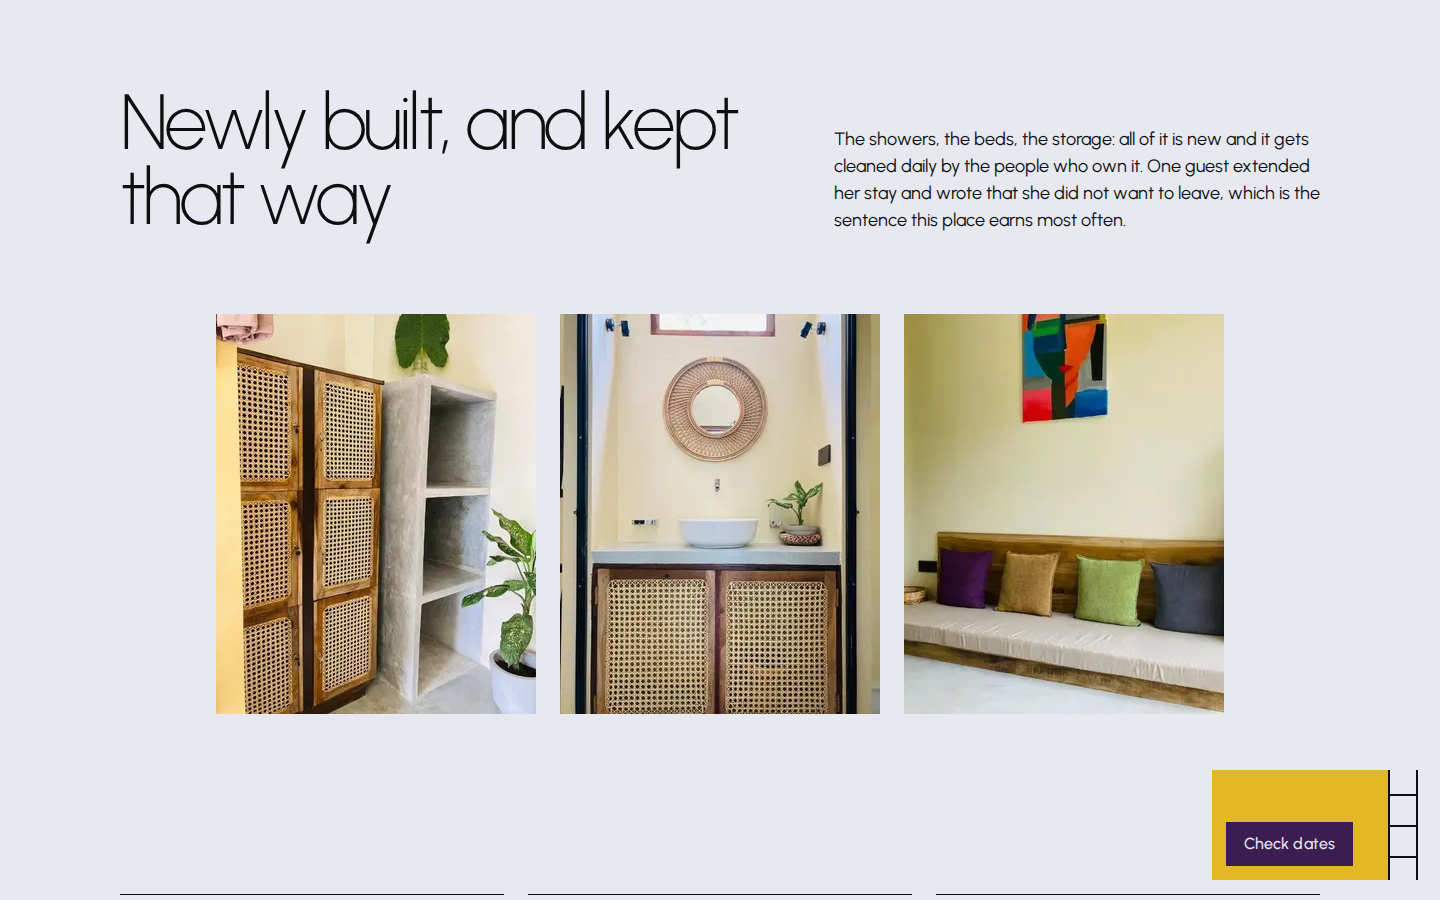 Newly built, and kept
that way
The showers, the beds, the storage: all of it is new and it gets
cleaned daily by the people who own it. One guest extended
her stay and wrote that she did not want to leave, which is the
sentence this place earns most often.
Check dates